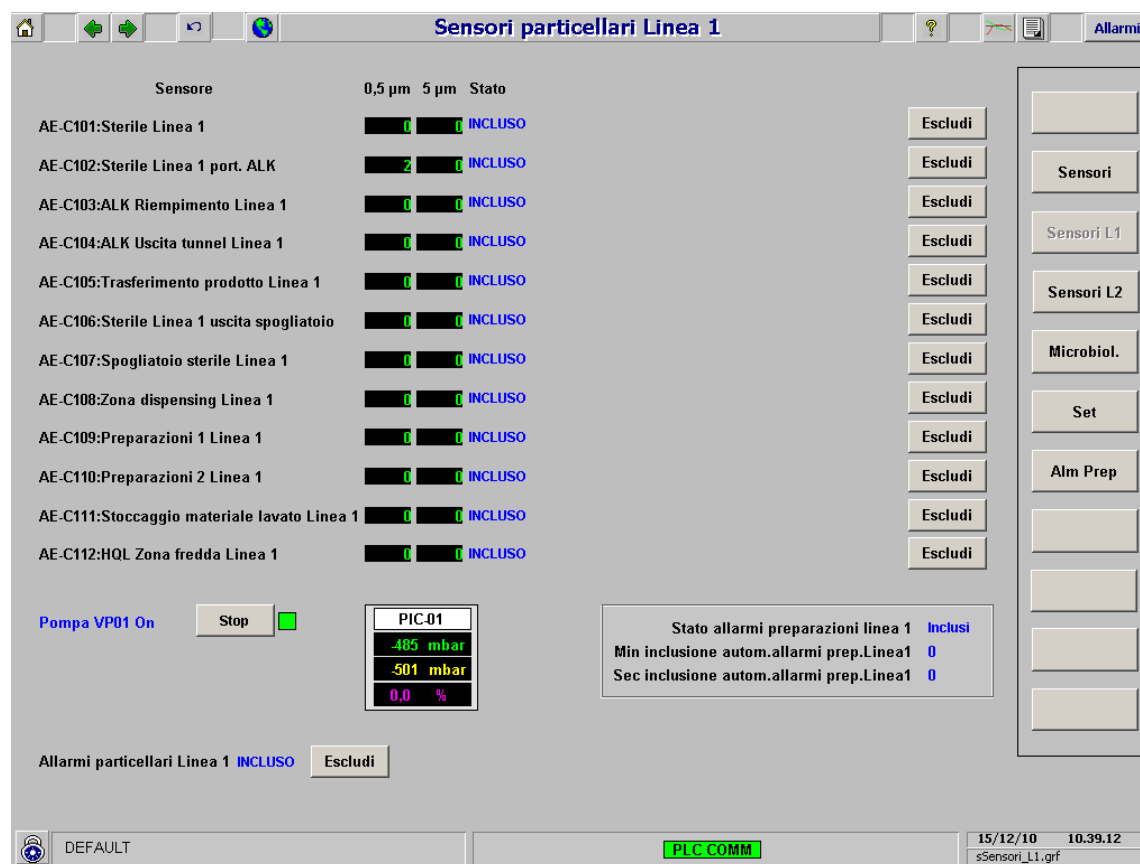 Sensori particellari Linea 1
?
Allarmi
Sensore 0,5 µm 5 µm Stato
AE-C101:Sterile Linea 1 0 0 INCLUSO Escludi
AE-C102:Sterile Linea 1 port. ALK 2 0 INCLUSO Escludi
Sensori
AE-C103:ALK Riempimento Linea 1 0 0 INCLUSO Escludi
AE-C104:ALK Uscita tunnel Linea 1 0 0 INCLUSO Escludi
Sensori L1
AE-C105:Trasferimento prodotto Linea 1 0 0 INCLUSO Escludi
Sensori L2
AE-C106:Sterile Linea 1 uscita spogliatoio 0 0 INCLUSO Escludi
AE-C107:Spogliatoio sterile Linea 1 0 0 INCLUSO Escludi
Microbiol.
AE-C108:Zona dispensing Linea 1 0 0 INCLUSO Escludi
Set
AE-C109:Preparazioni 1 Linea 1 0 0 INCLUSO Escludi
AE-C110:Preparazioni 2 Linea 1 0 0 INCLUSO Escludi
Alm Prep
AE-C111:Stoccaggio materiale lavato Linea 1 0 0 INCLUSO Escludi
AE-C112:HQL Zona fredda Linea 1 0 0 INCLUSO Escludi
Pompa VP01 On Stop
PIC-01
-485 mbar
-501 mbar
0,0 %
Stato allarmi preparazioni linea 1 Inclusi
Min inclusione autom.allarmi prep.Linea1 0
Sec inclusione autom.allarmi prep.Linea1 0
Allarmi particellari Linea 1 INCLUSO Escludi
DEFAULT
PLC COMM
15/12/10 10.39.12
sSensori_L1.grf